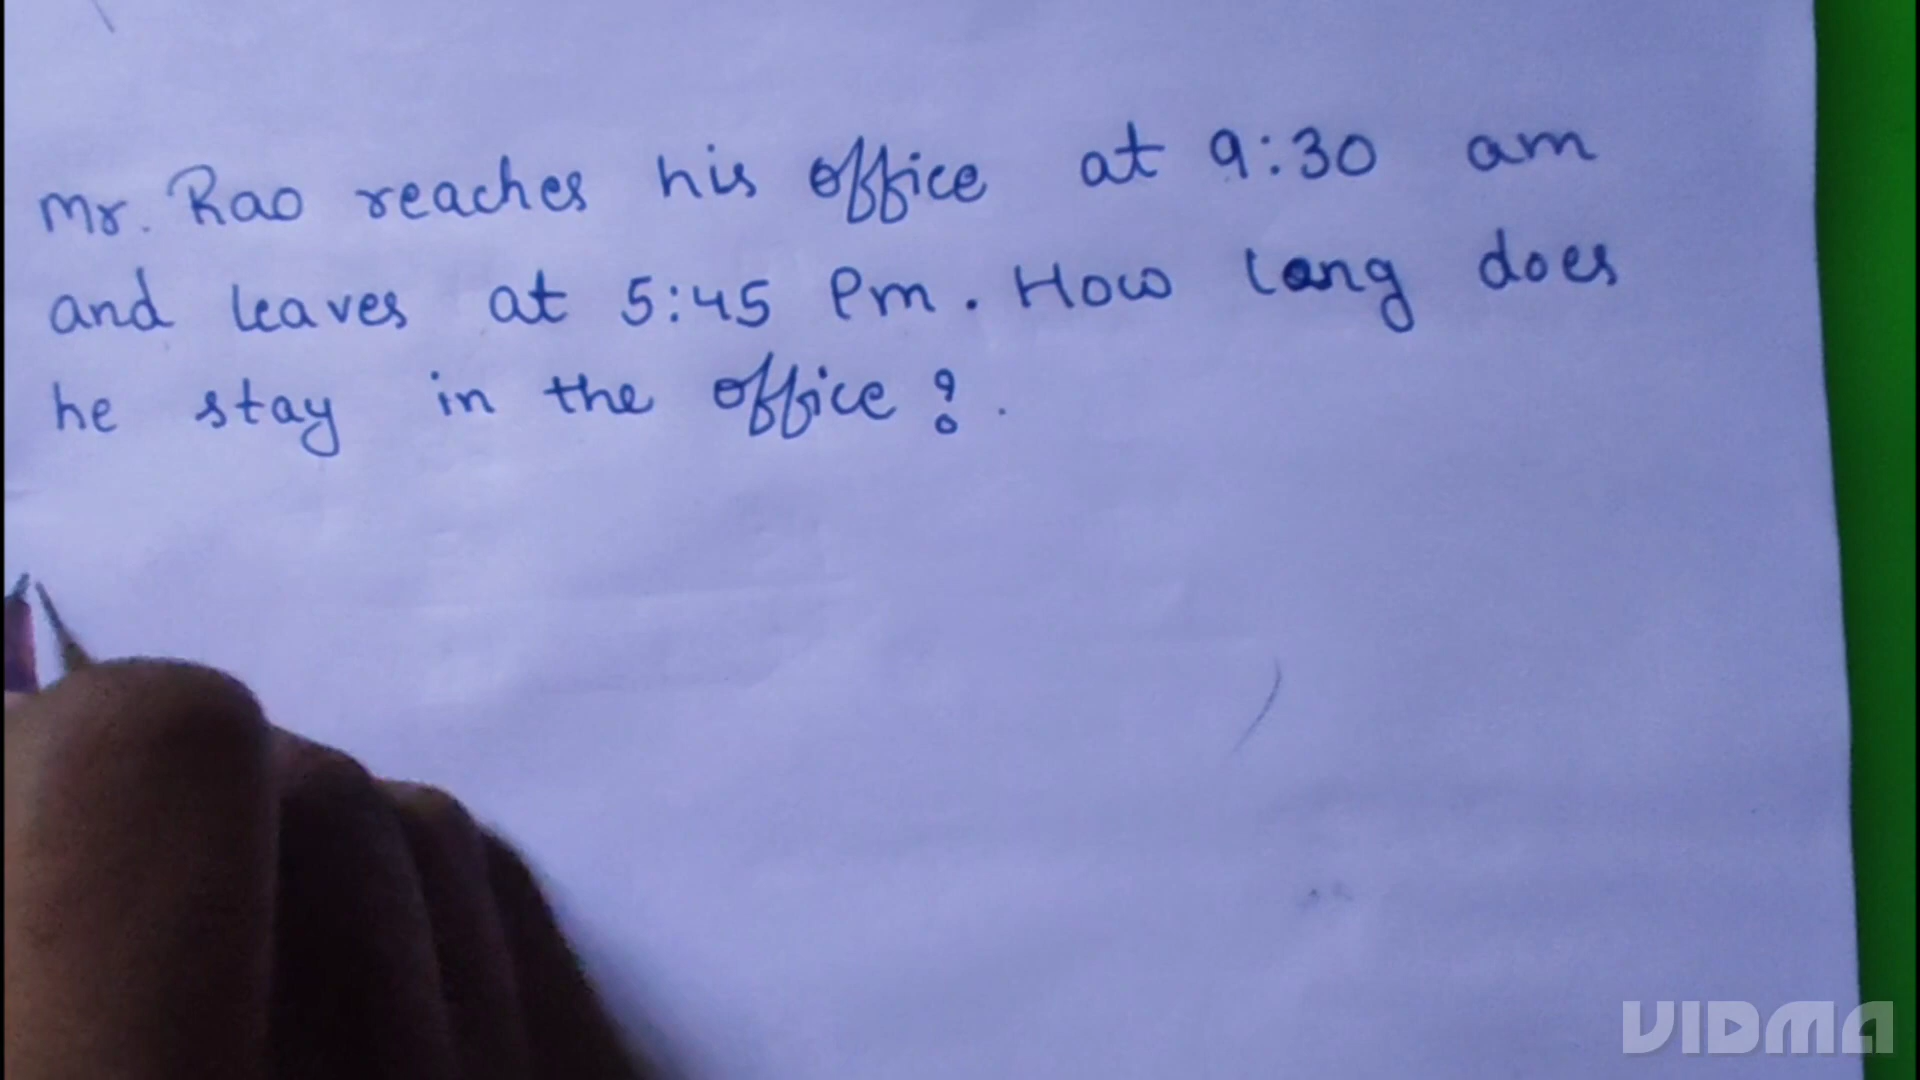 Mr. Rao reaches his office at 9:30 am
and leaves at 5:45 Pm. How long does
he stay in the office ?.
VIDMA